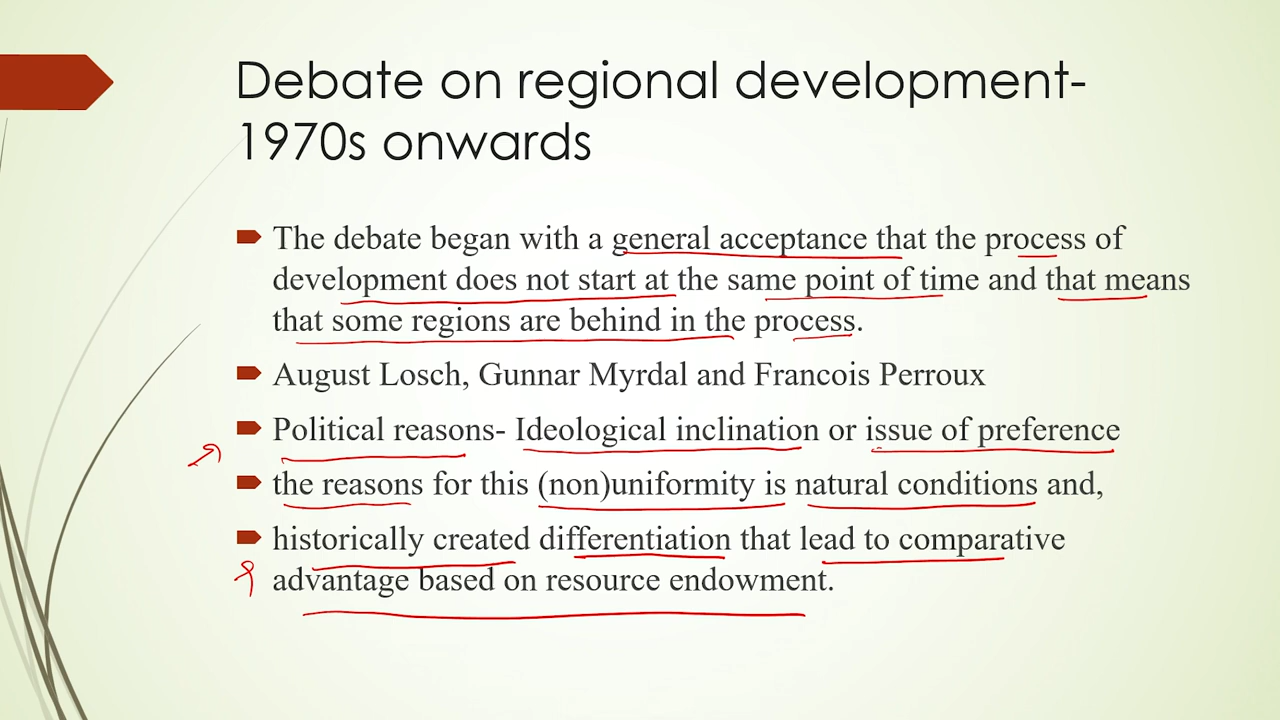 Debate on regional development-
1970s onwards
The debate began with a general acceptance that the process of
development does not start at the same point of time and that means
that some regions are behind in the process.
August Losch, Gunnar Myrdal and Francois Perroux
Political reasons- Ideological inclination or issue of preference
the reasons for this (non)uniformity is natural conditions and,
historically created differentiation that lead to comparative
advantage based on resource endowment.